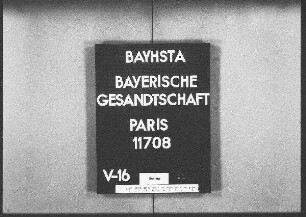 BAYHSTA
BAYERISCHE
GESANDTSCHAFT
PARIS
11708
V-16